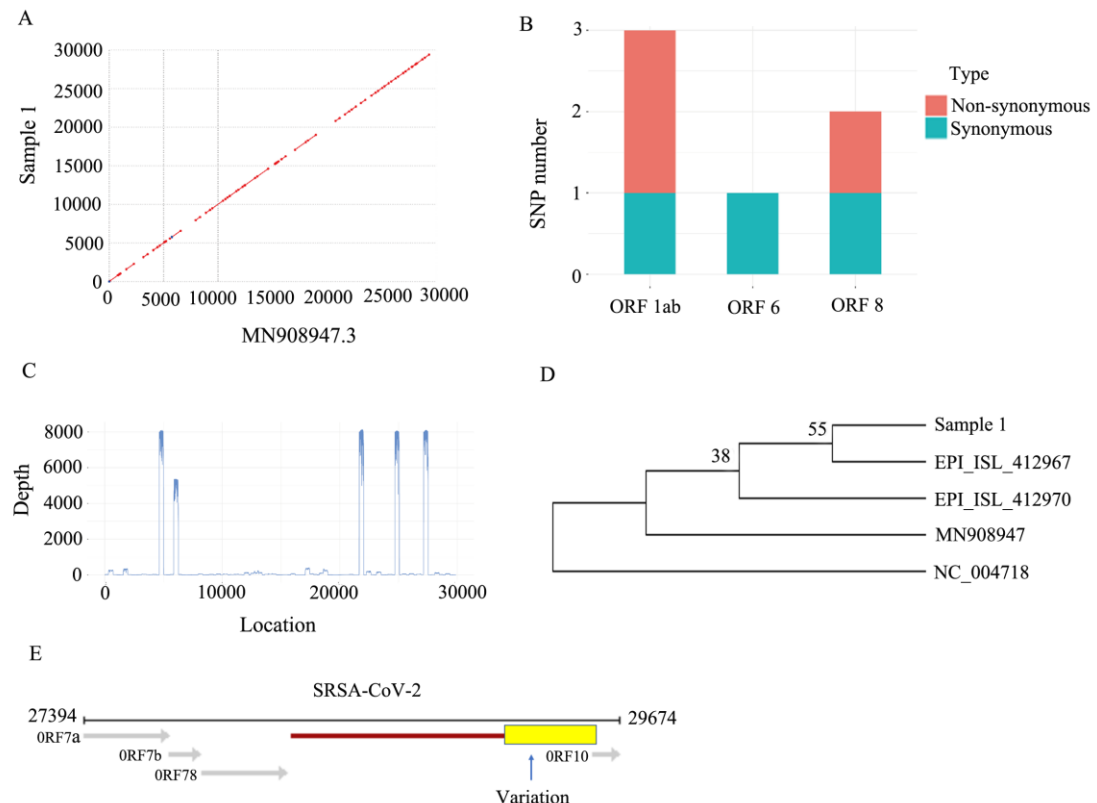 A
30000
25000
20000
15000
10000
5000
0
Sample 1
0 5000 10000 15000 20000 25000 30000
MN908947.3
B
3
2
1
0
SNP number
ORF 1ab ORF 6 ORF 8
Type
Non-synonymous
Synonymous
C
8000
6000
4000
2000
0
Depth
0 10000 20000 30000
Location
D
55
38
Sample 1
EPI_ISL_412967
EPI_ISL_412970
MN908947
NC_004718
E
SRSA-CoV-2
27394 29674
0RF7a
0RF7b
0RF78
0RF10
Variation